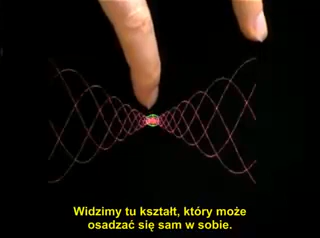 Widzimy tu kształt, który może
osadzać się sam w sobie.